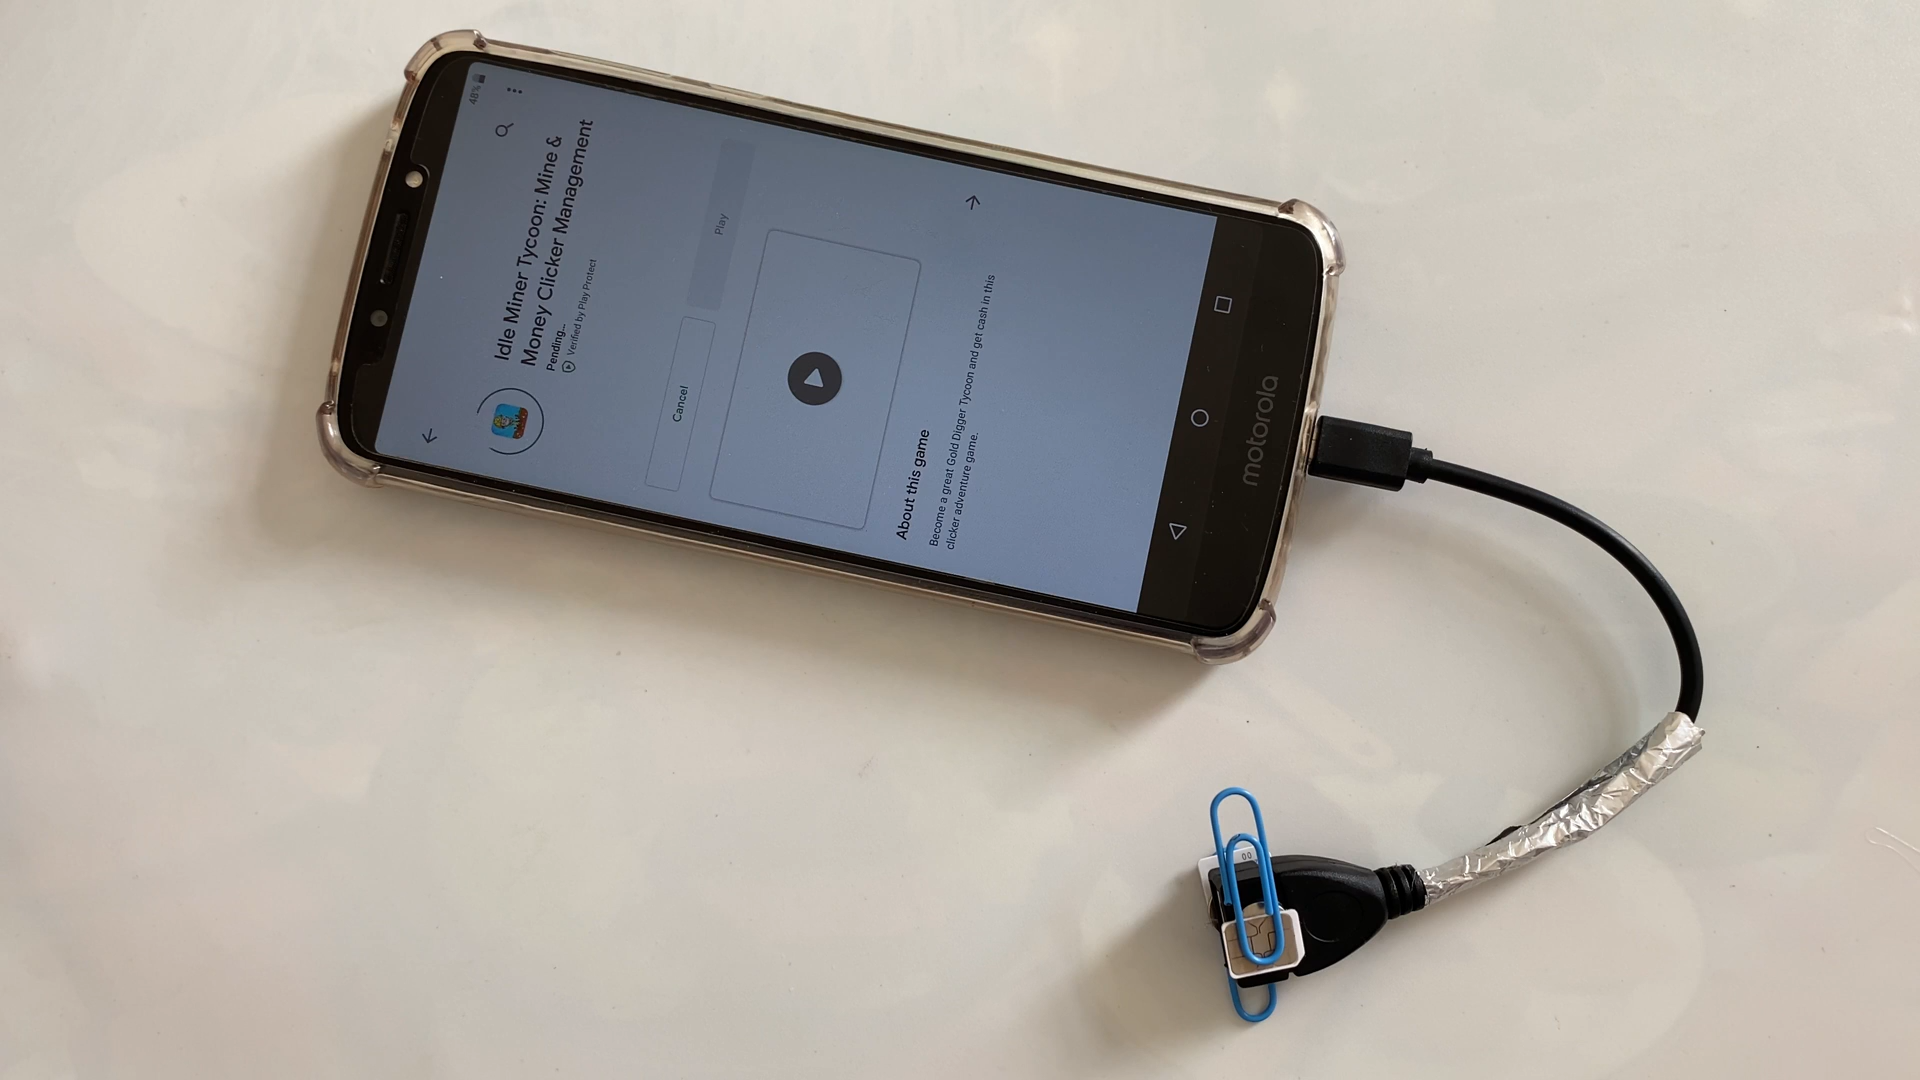 48%
Idle Miner Tycoon: Mine &
Money Clicker Management
Pending...
Verified by Play Protect
Cancel
Play
About this game
Become a great Gold Digger Tycoon and get cash in this
clicker adventure game.
motorola
00